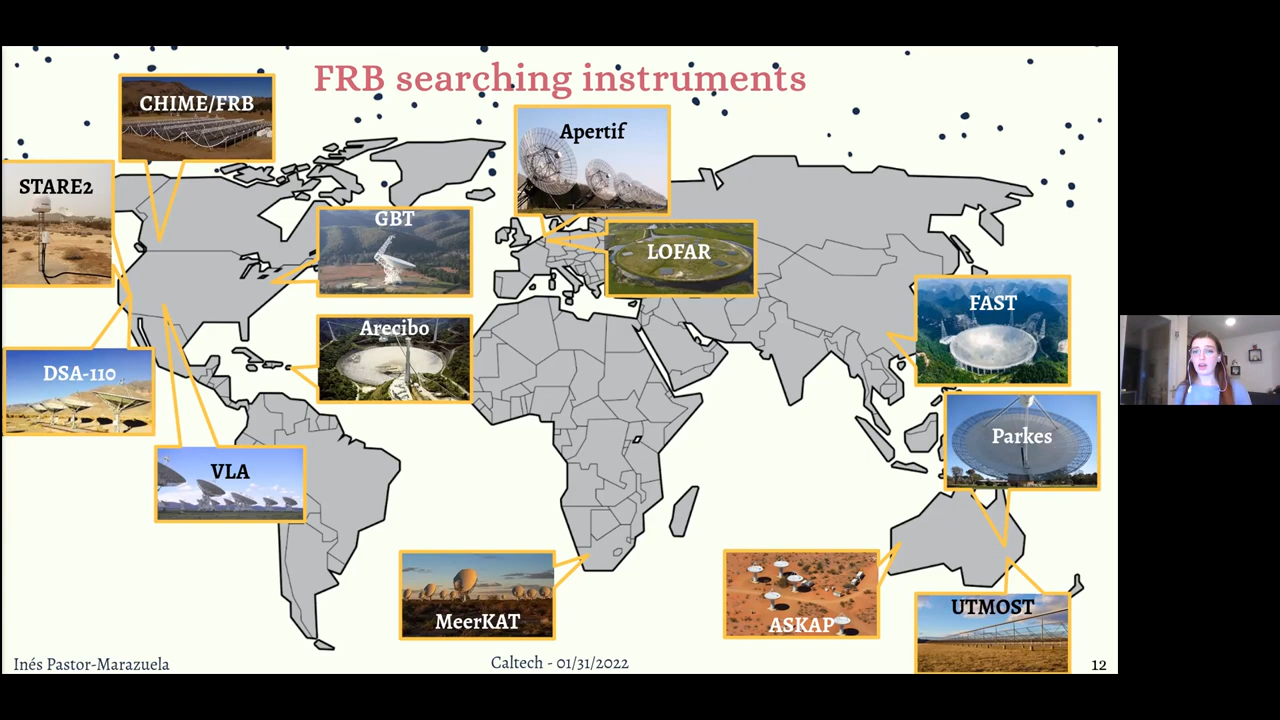 FRB searching instruments
CHIME/FRB
Apertif
STARE2
GBT
LOFAR
FAST
Arecibo
DSA-110
Parkes
VLA
MeerKAT
ASKAP
UTMOST
Inés Pastor-Marazuela
Caltech - 01/31/2022
12